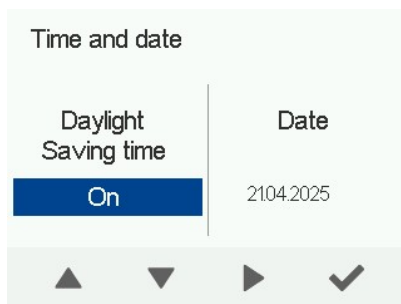 Time and date
Daylight
Saving time
On
Date
21.04.2025